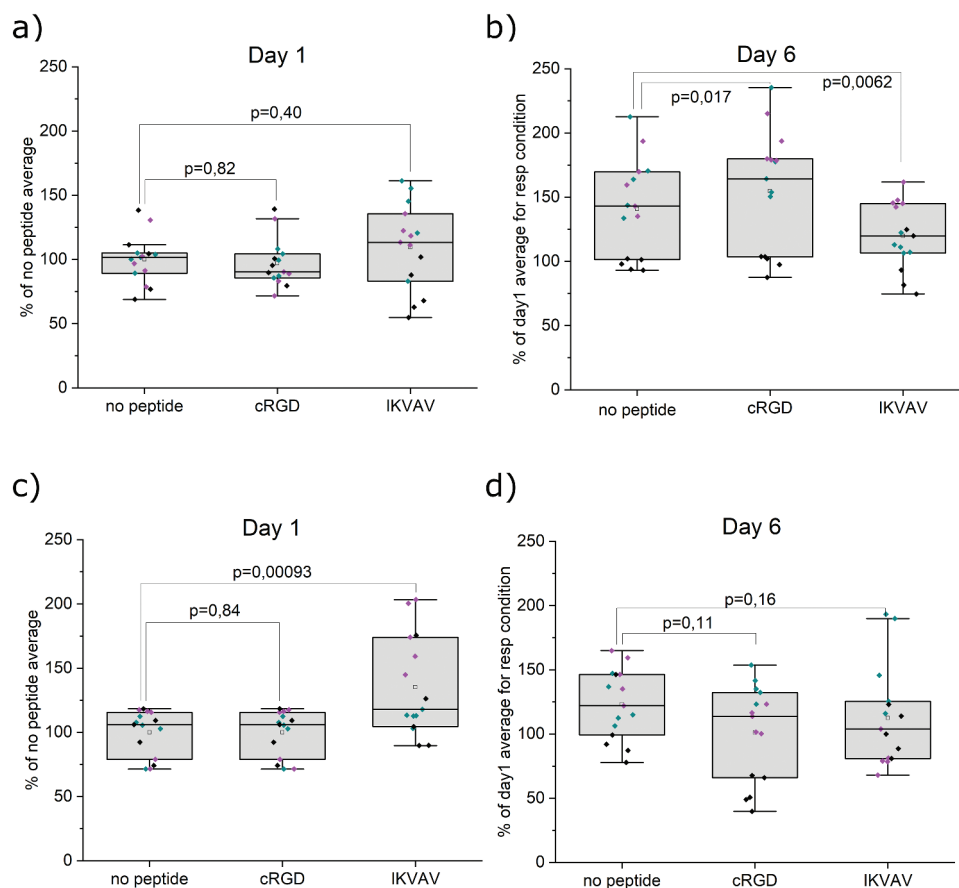 a)
Day 1
% of no peptide average
250
200
150
100
50
0
p=0,40
p=0,82
no peptide
cRGD
IKVAV
b)
Day 6
% of day1 average for resp condition
250
200
150
100
50
0
p=0,017
p=0,0062
no peptide
cRGD
IKVAV
c)
Day 1
% of no peptide average
250
200
150
100
50
0
p=0,00093
p=0,84
no peptide
cRGD
IKVAV
d)
Day 6
% of day1 average for resp condition
250
200
150
100
50
0
p=0,16
p=0,11
no peptide
cRGD
IKVAV